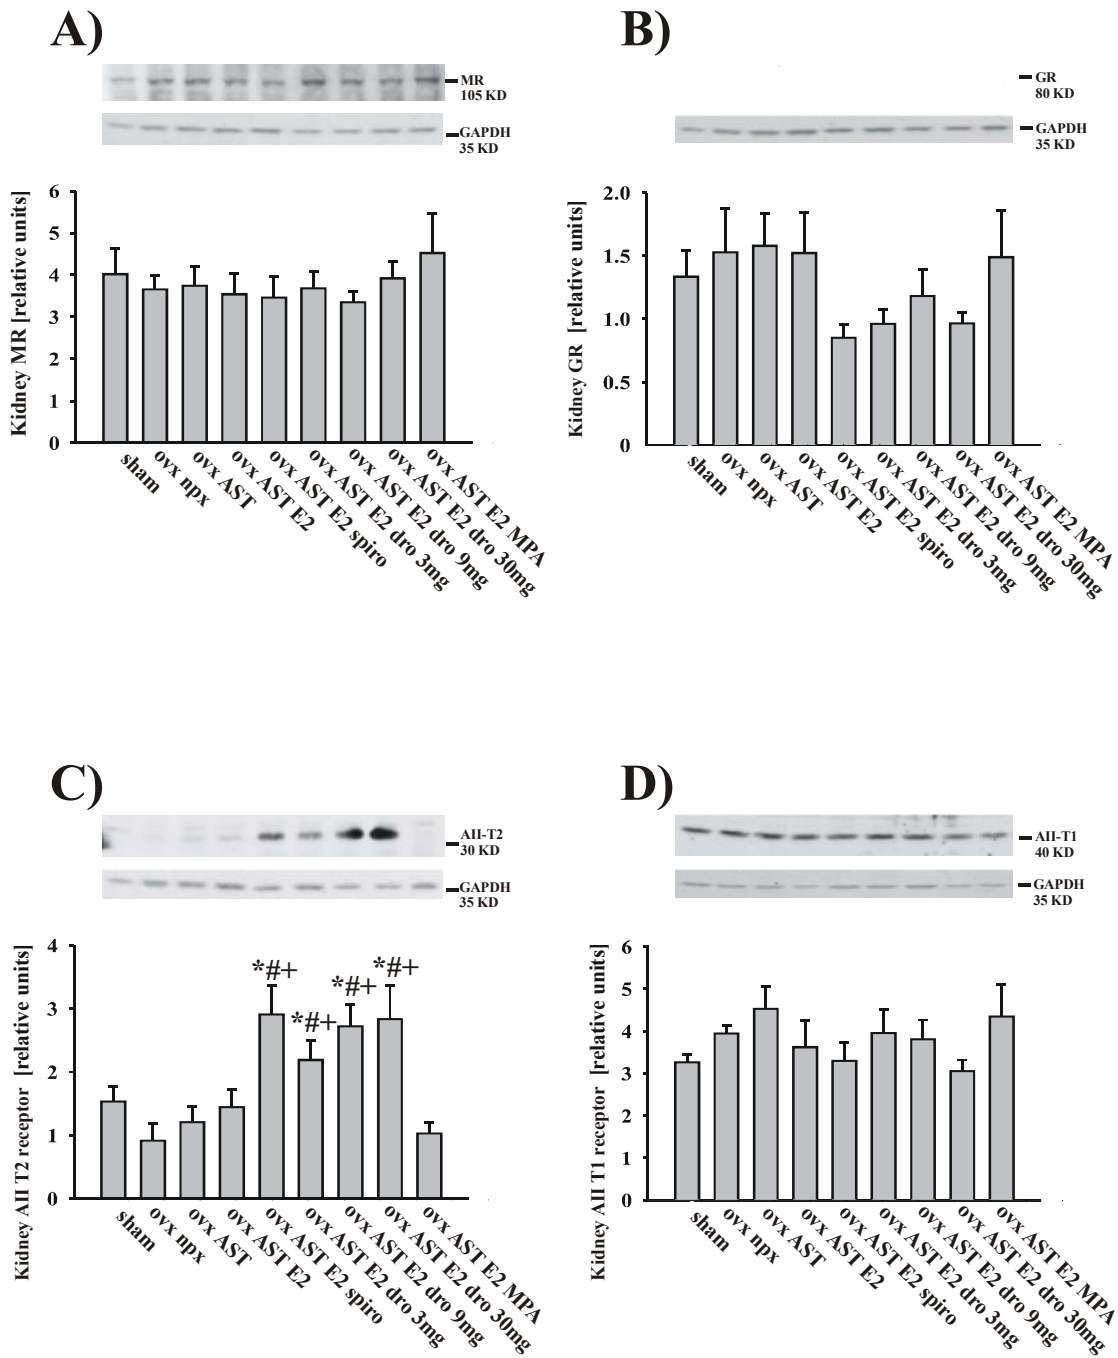 A)
MR
105 KD
GAPDH
35 KD
Kidney MR [relative units]
6
5
4
3
2
1
0
sham
ovx npx
ovx AST
ovx AST E2
ovx AST E2 spiro
ovx AST E2 dro 3mg
ovx AST E2 dro 9mg
ovx AST E2 dro 30mg
ovx AST E2 MPA
B)
GR
80 KD
GAPDH
35 KD
Kidney GR [relative units]
2.0
1.5
1.0
0.5
0
sham
ovx npx
ovx AST
ovx AST E2
ovx AST E2 spiro
ovx AST E2 dro 3mg
ovx AST E2 dro 9mg
ovx AST E2 dro 30mg
ovx AST E2 MPA
C)
AII-T2
30 KD
GAPDH
35 KD
Kidney AII T2 receptor [relative units]
4
3
2
1
0
*#+
*#+
*#+
*#+
sham
ovx npx
ovx AST
ovx AST E2
ovx AST E2 spiro
ovx AST E2 dro 3mg
ovx AST E2 dro 9mg
ovx AST E2 dro 30mg
ovx AST E2 MPA
D)
AII-T1
40 KD
GAPDH
35 KD
Kidney AII T1 receptor [relative units]
6
5
4
3
2
1
0
sham
ovx npx
ovx AST
ovx AST E2
ovx AST E2 spiro
ovx AST E2 dro 3mg
ovx AST E2 dro 9mg
ovx AST E2 dro 30mg
ovx AST E2 MPA